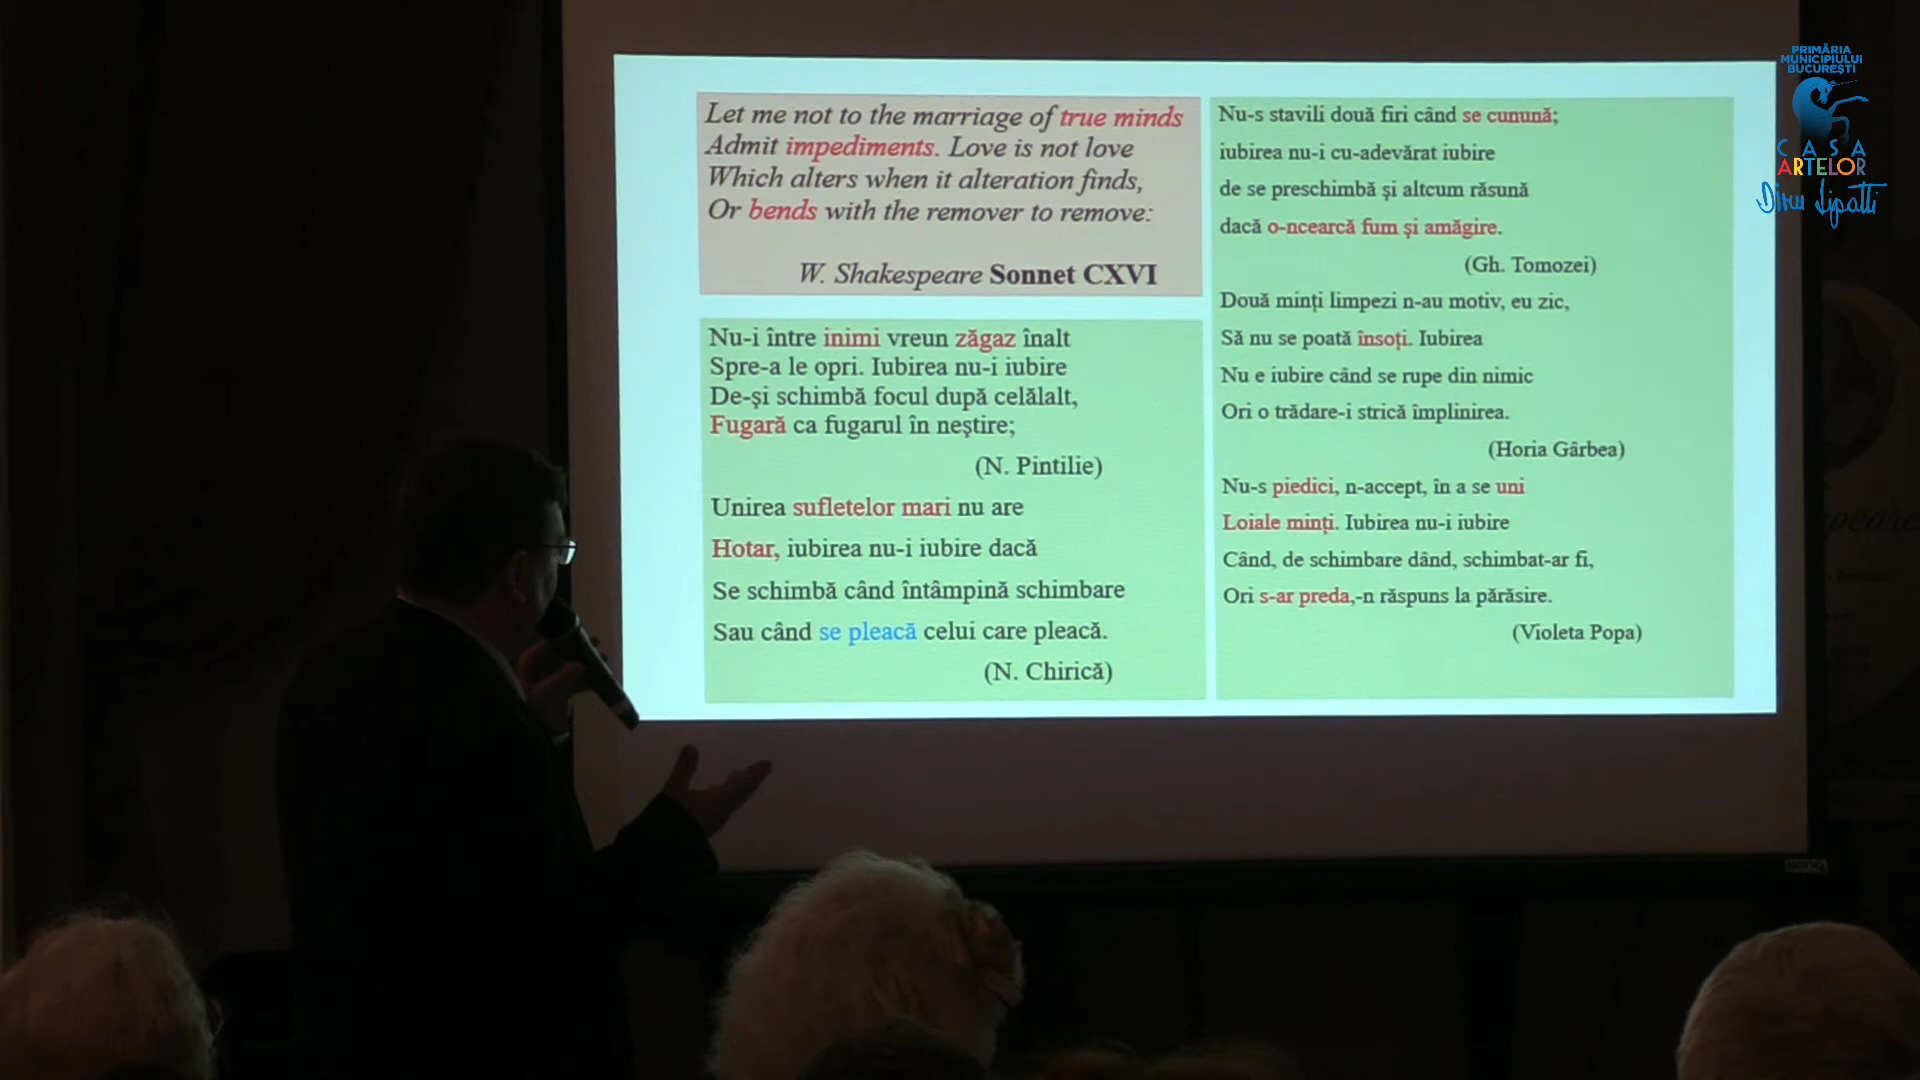 Let me not to the marriage of true minds
Admit impediments. Love is not love
Which alters when it alteration finds,
Or bends with the remover to remove:
W. Shakespeare Sonnet CXVI
Nu-i între inimi vreun zăgaz înalt
Spre-a le opri. Iubirea nu-i iubire
De-şi schimbă focul după celălalt,
Fugară ca fugarul în neştire;
(N. Pintilie)
Unirea sufletelor mari nu are
Hotar, iubirea nu-i iubire dacă
Se schimbă când întâmpină schimbare
Sau când se pleacă celui care pleacă.
(N. Chirică)
Nu-s stavili două firi când se cunună;
iubirea nu-i cu-adevărat iubire
de se preschimbă şi altcum răsună
dacă o-ncearcă fum şi amăgire.
(Gh. Tomozei)
Două minţi limpezi n-au motiv, eu zic,
Să nu se poată însoţi. Iubirea
Nu e iubire când se rupe din nimic
Ori o trădare-i strică împlinirea.
(Horia Gârbea)
Nu-s piedici, n-accept, în a se uni
Loiale minţi. Iubirea nu-i iubire
Când, de schimbare dând, schimbat-ar fi,
Ori s-ar preda,-n răspuns la părăsire.
(Violeta Popa)
PRIMĂRIA
MUNICIPIULUI
BUCUREŞTI
CASA
ARTELOR
Dinu Lipatti
BenQ